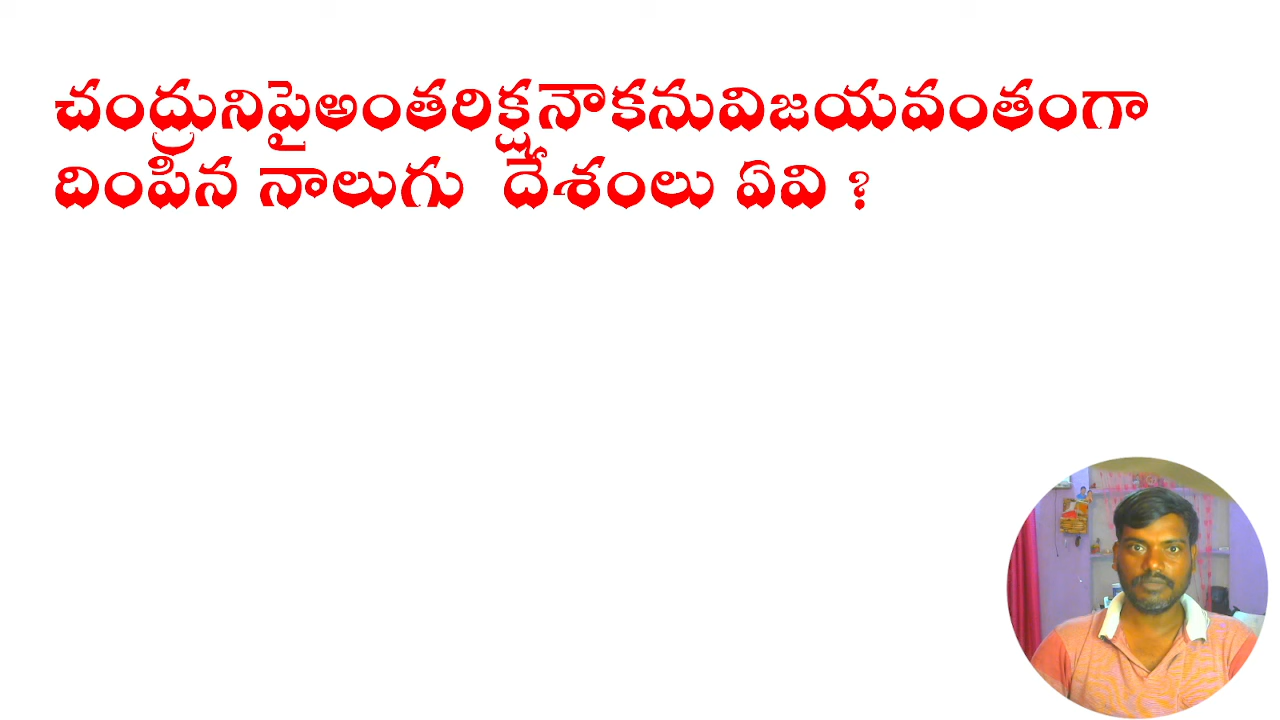 చంద్రునిపైఅంతరిక్షనౌకనువిజయవంతంగా
దింపిన నాలుగు దేశంలు ఏవి ?